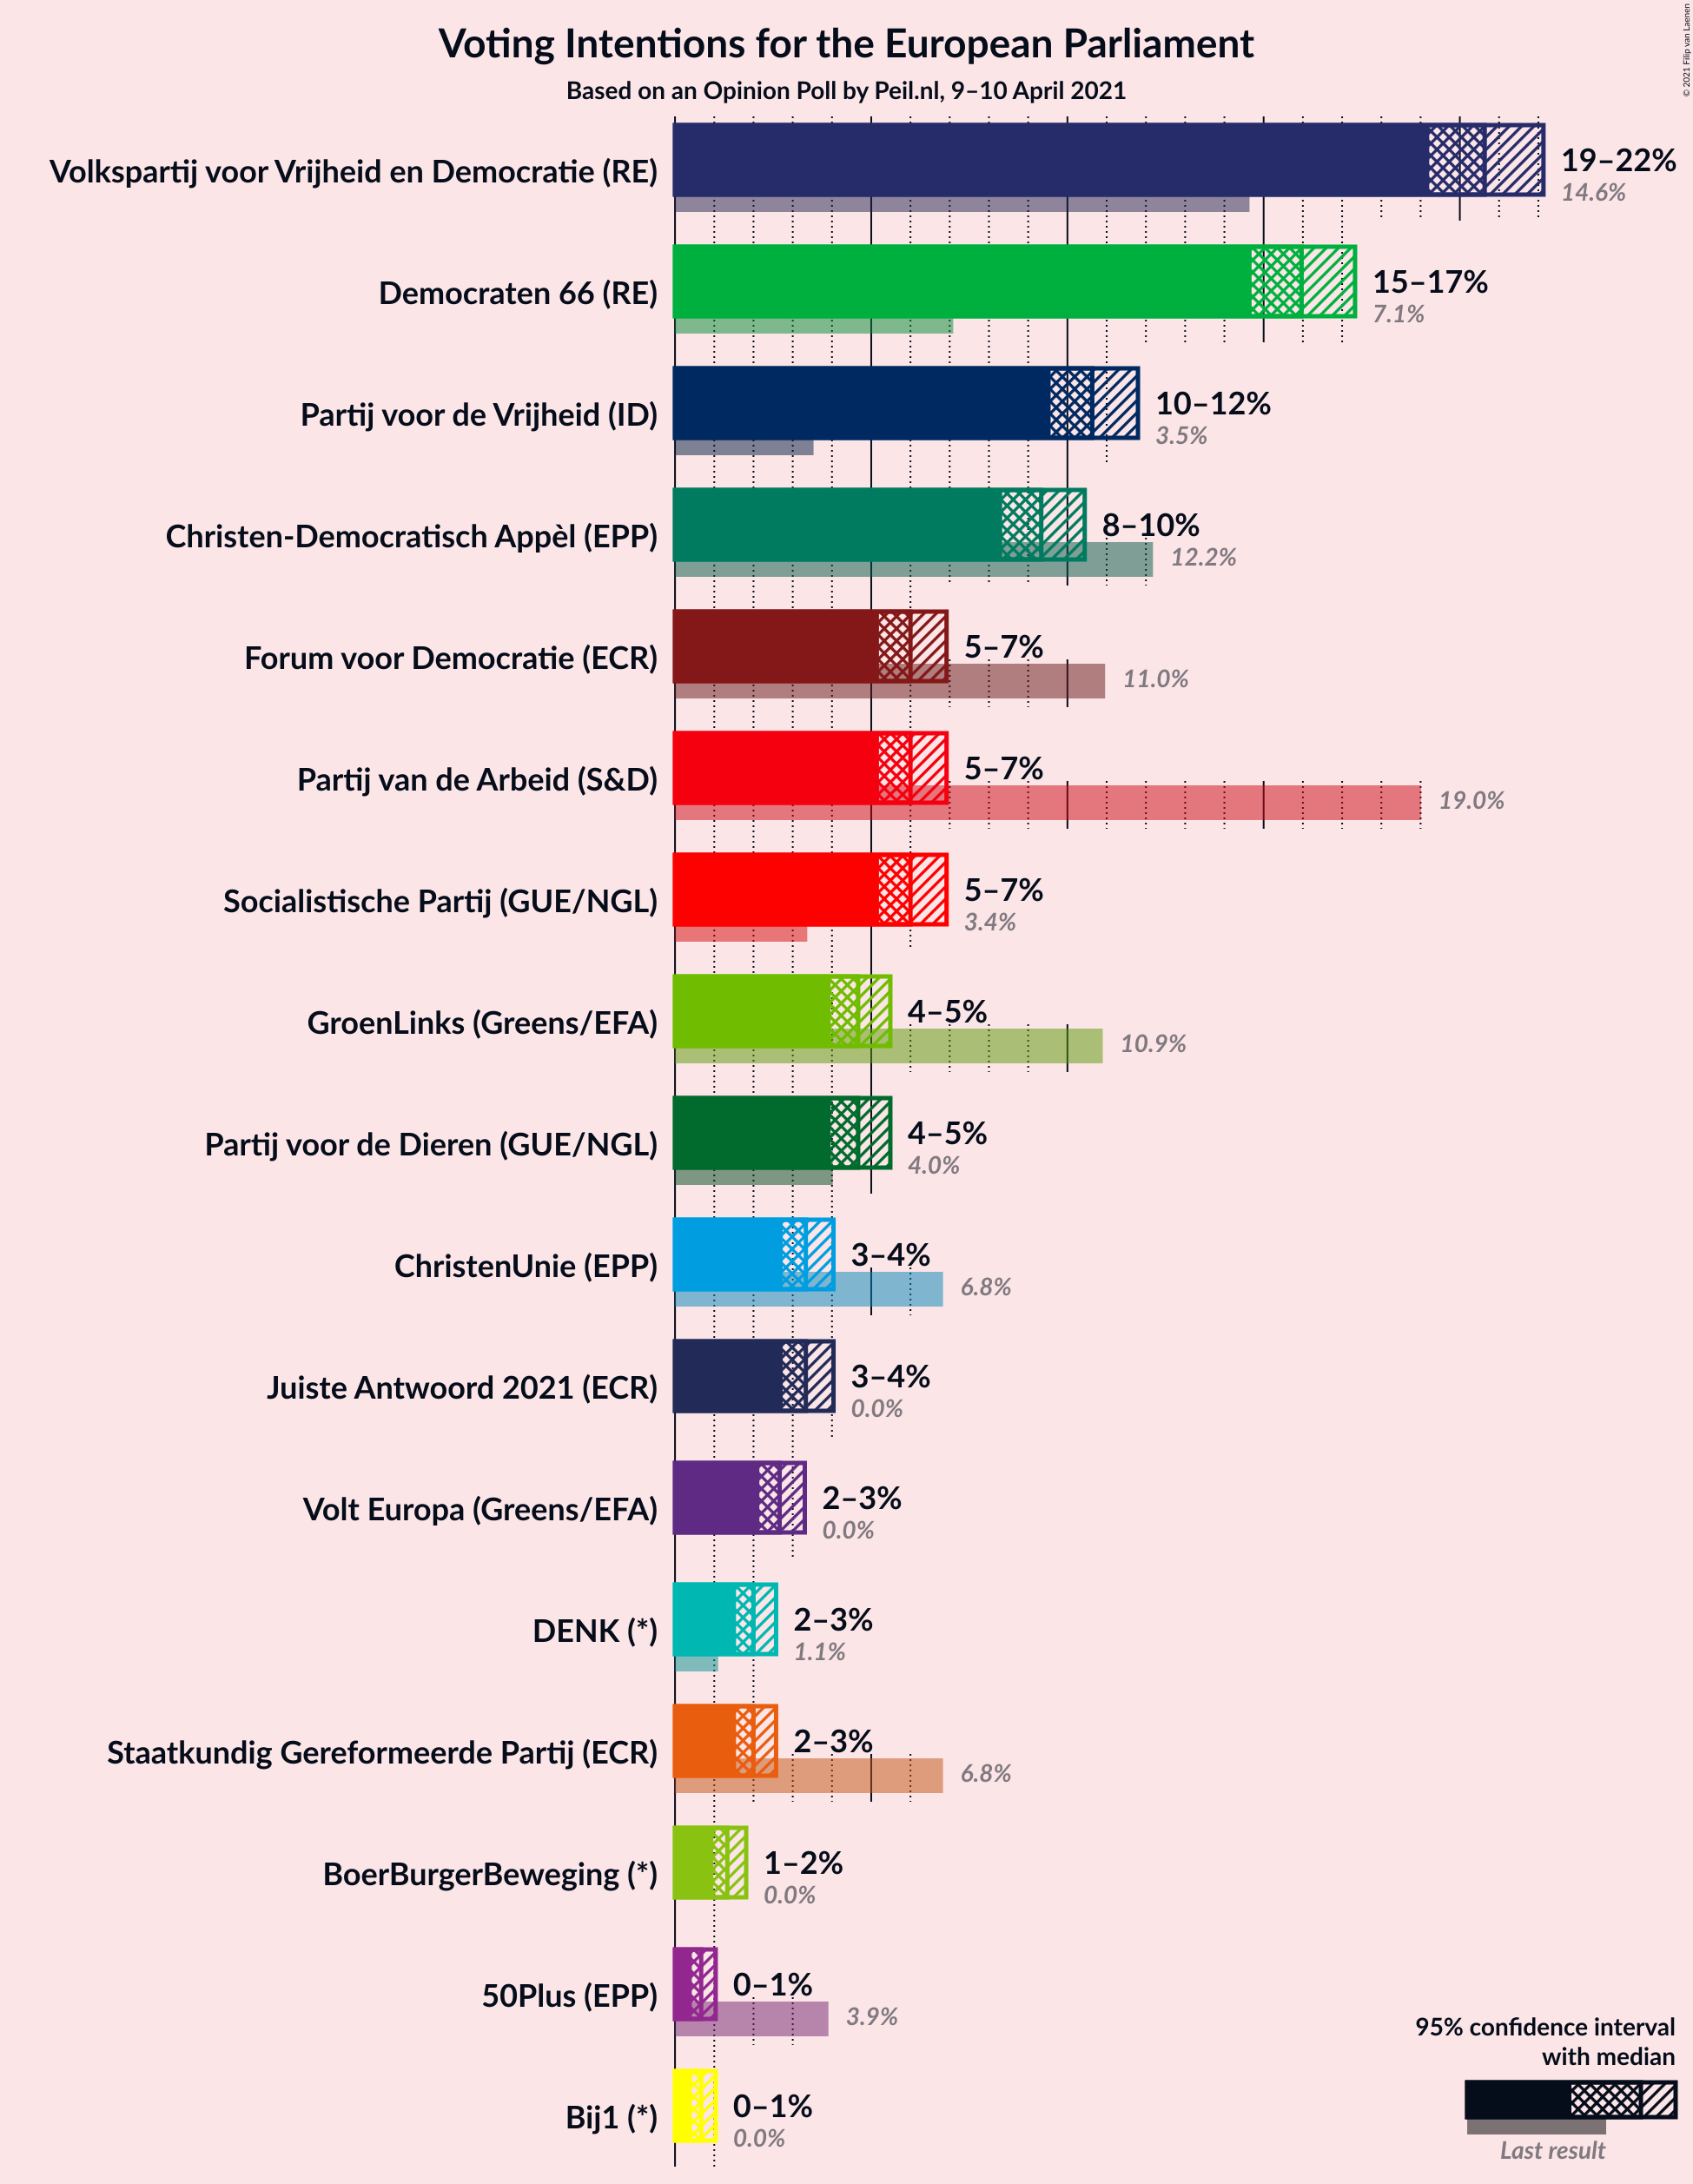 Voting Intentions for the European Parliament
Based on an Opinion Poll by Peil.nl, 9–10 April 2021
© 2021 Filip van Laenen
Volkspartij voor Vrijheid en Democratie (RE)
19–22%
14.6%
Democraten 66 (RE)
15–17%
7.1%
Partij voor de Vrijheid (ID)
10–12%
3.5%
Christen-Democratisch Appèl (EPP)
8–10%
12.2%
Forum voor Democratie (ECR)
5–7%
11.0%
Partij van de Arbeid (S&D)
5–7%
19.0%
Socialistische Partij (GUE/NGL)
5–7%
3.4%
GroenLinks (Greens/EFA)
4–5%
10.9%
Partij voor de Dieren (GUE/NGL)
4–5%
4.0%
ChristenUnie (EPP)
3–4%
6.8%
Juiste Antwoord 2021 (ECR)
3–4%
0.0%
Volt Europa (Greens/EFA)
2–3%
0.0%
DENK (*)
2–3%
1.1%
Staatkundig Gereformeerde Partij (ECR)
2–3%
6.8%
BoerBurgerBeweging (*)
1–2%
0.0%
50Plus (EPP)
0–1%
3.9%
Bij1 (*)
0–1%
0.0%
95% confidence interval
with median
Last result